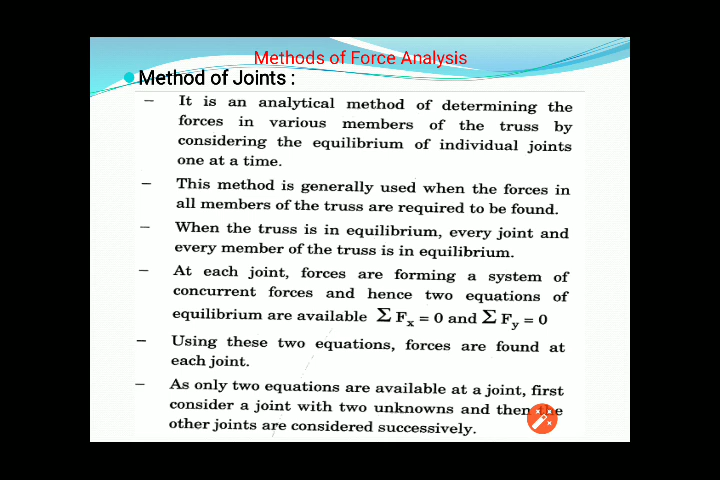 Methods of Force Analysis
Method of Joints :
– It is an analytical method of determining the
forces in various members of the truss by
considering the equilibrium of individual joints
one at a time.
– This method is generally used when the forces in
all members of the truss are required to be found.
– When the truss is in equilibrium, every joint and
every member of the truss is in equilibrium.
– At each joint, forces are forming a system of
concurrent forces and hence two equations of
equilibrium are available ∑ Fx = 0 and ∑ Fy = 0
– Using these two equations, forces are found at
each joint.
– As only two equations are available at a joint, first
consider a joint with two unknowns and then the
other joints are considered successively.